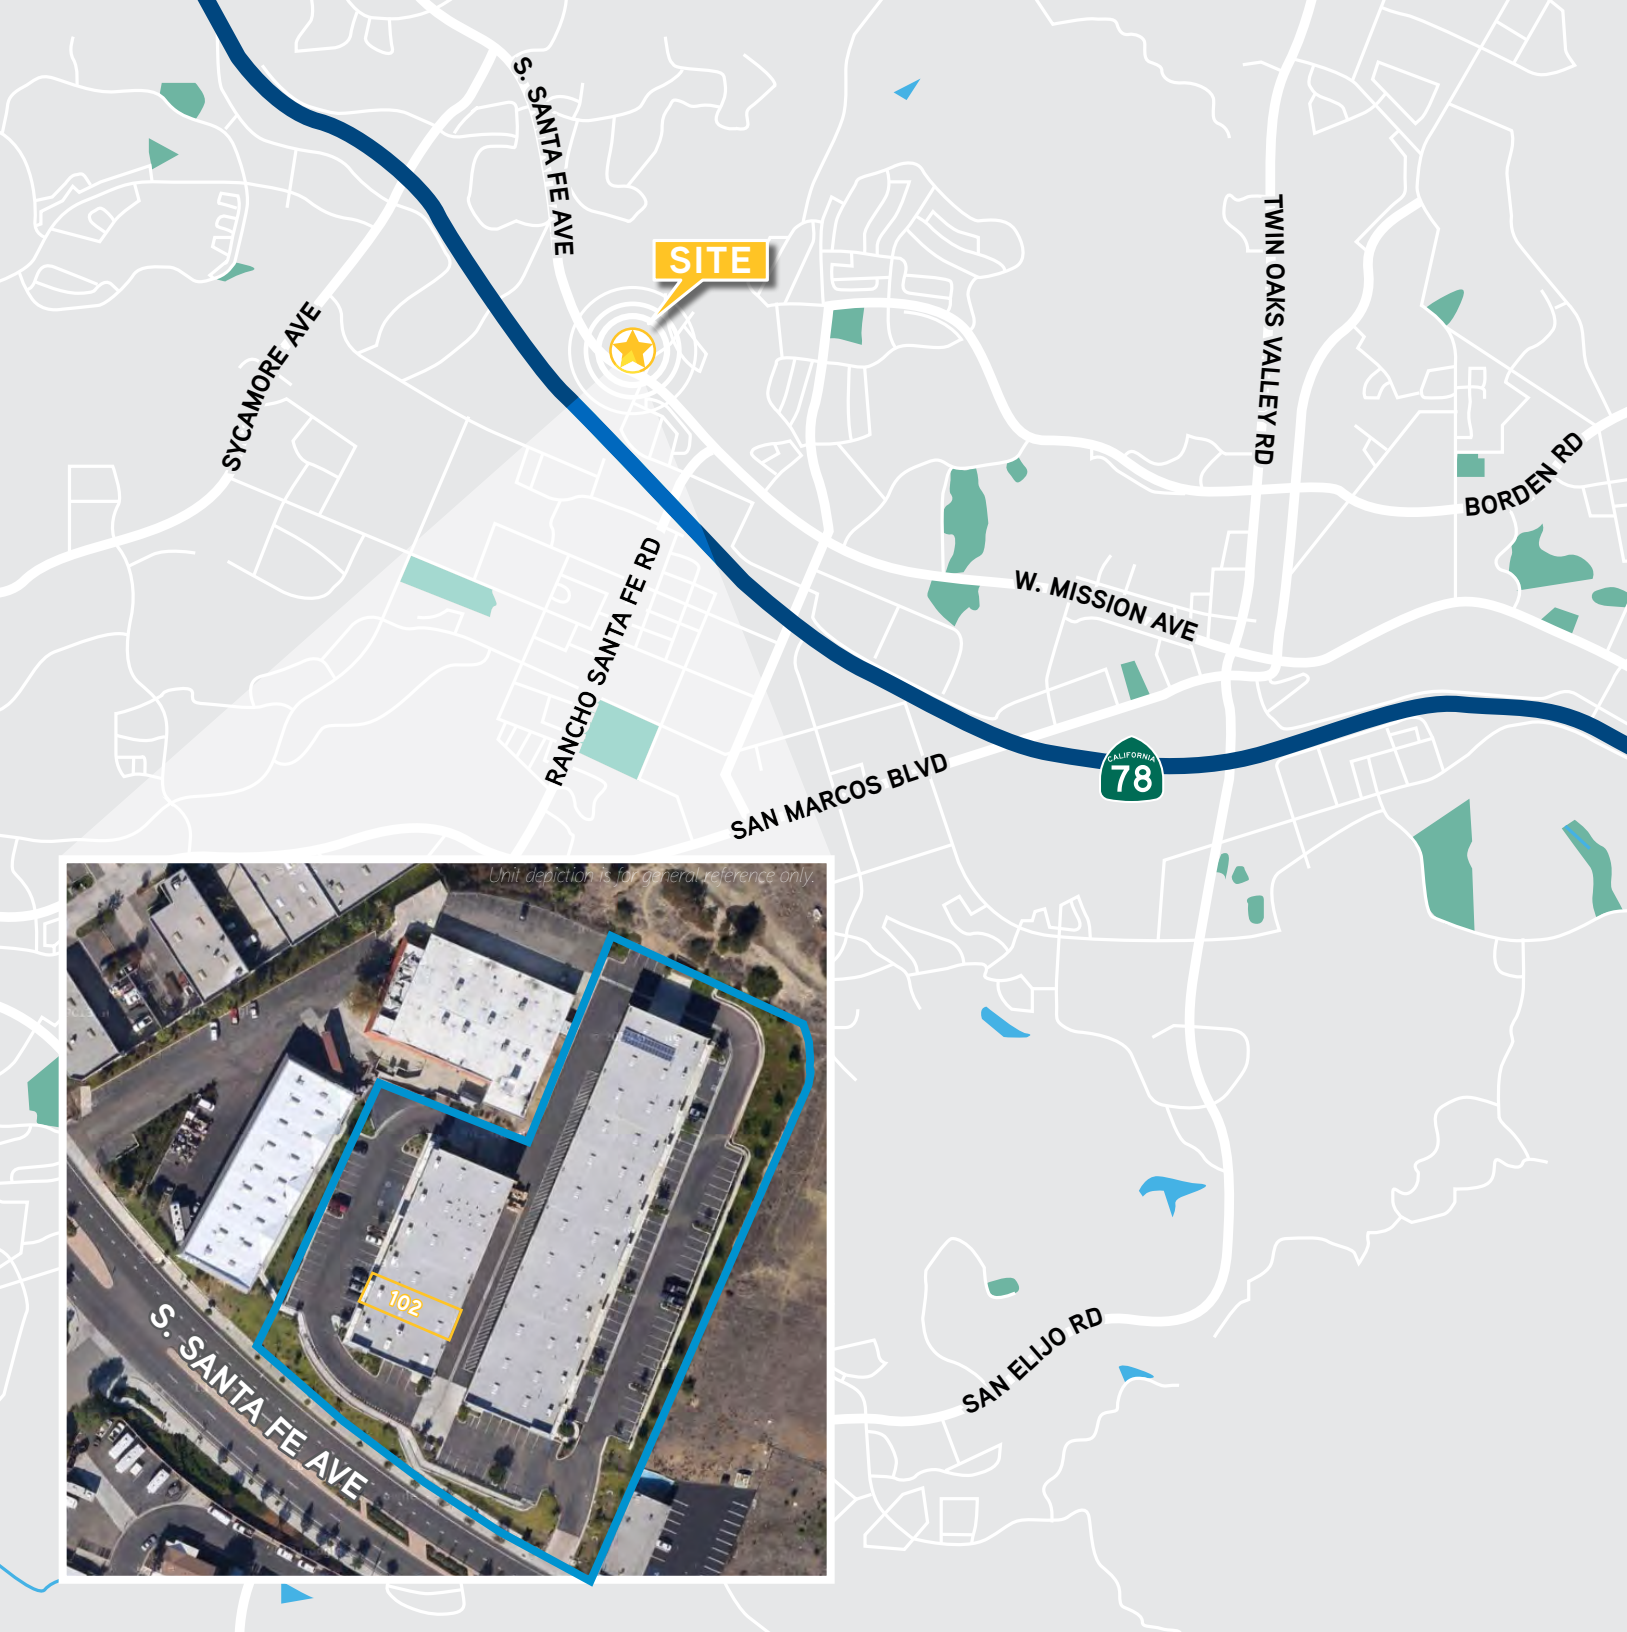 S. SANTA FE AVE
SITE
TWIN OAKS VALLEY RD
SYCAMORE AVE
BORDEN RD
RANCHO SANTA FE RD
W. MISSION AVE
SAN MARCOS BLVD
CALIFORNIA
78
Unit depiction is for general reference only.
102
S. SANTA FE AVE
SAN ELIJO RD